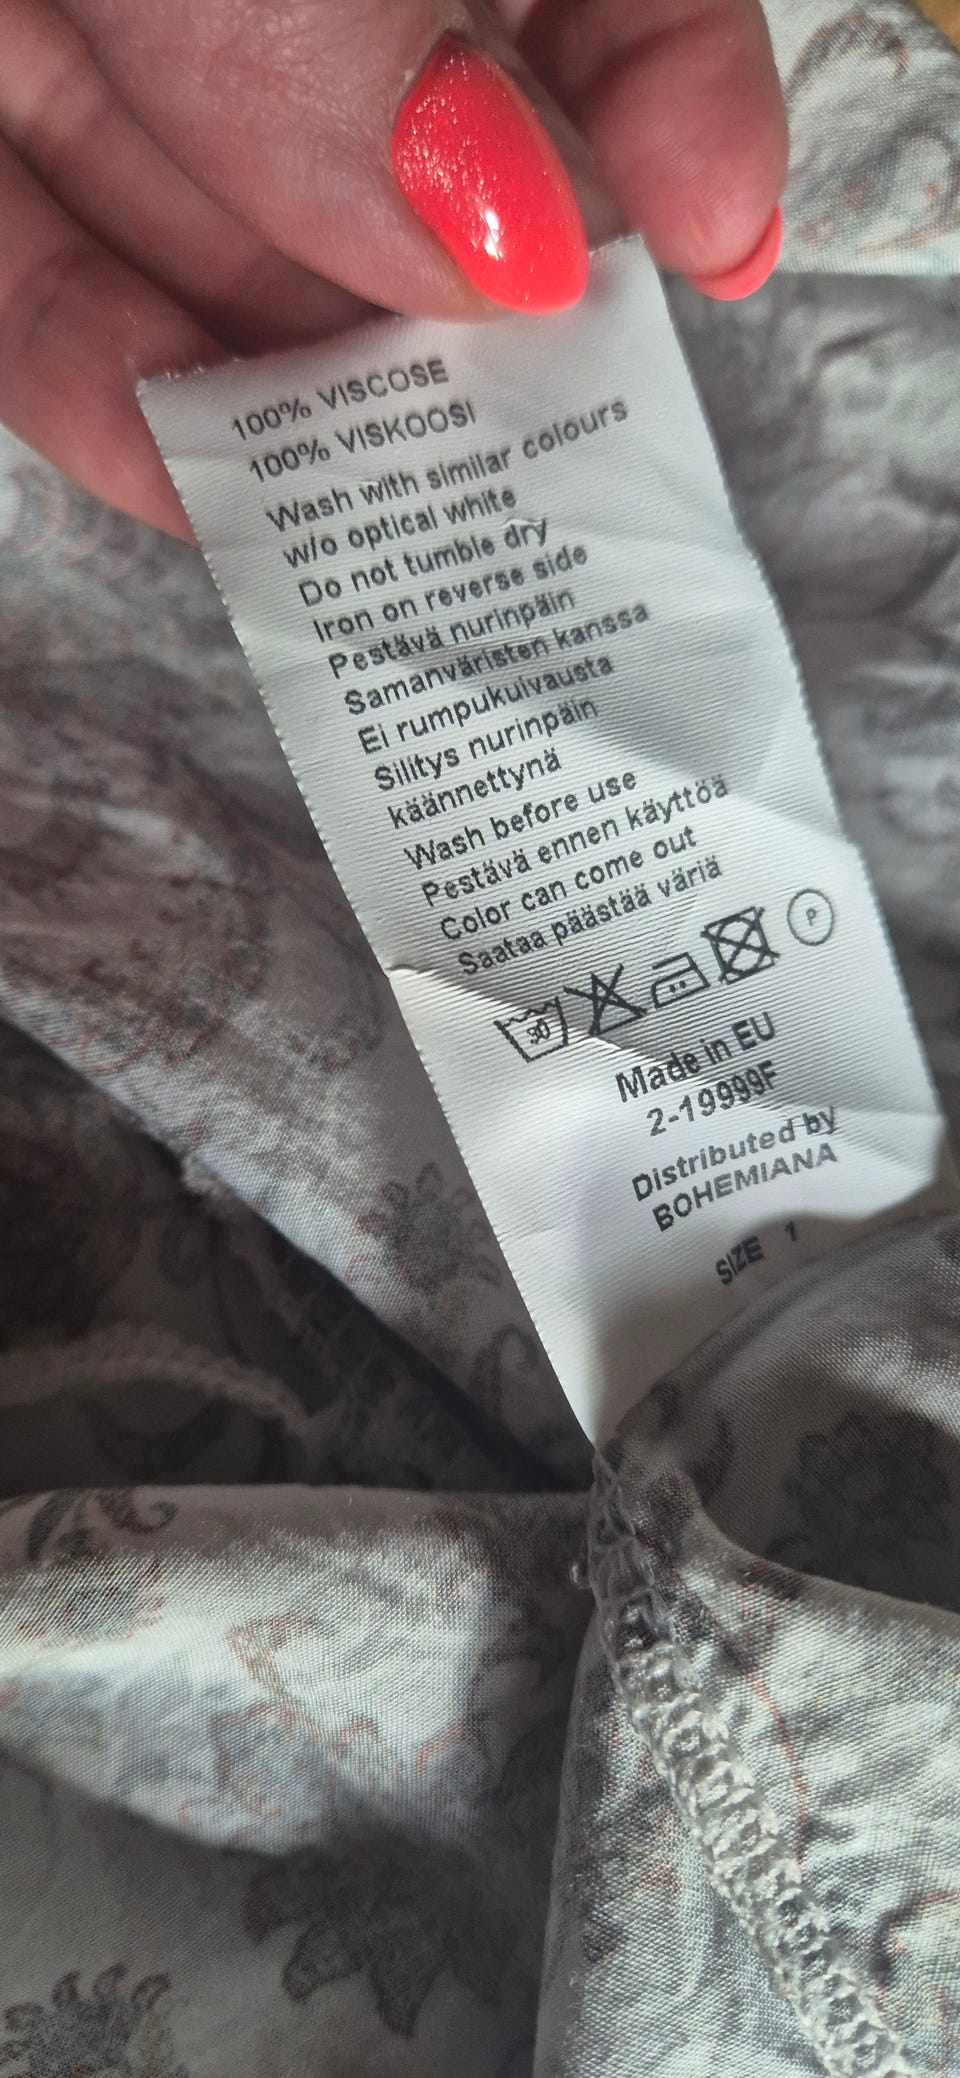 100% VISCOSE
100% VISKOOSI
Wash with similar colours
w/o optical white
Do not tumble dry
Iron on reverse side
Pestävä nurinpäin
Samanväristen kanssa
Ei rumpukuivausta
Silitys nurinpäin
käännettynä
Wash before use
Pestävä ennen käyttöä
Color can come out
Saataa päästää väriä
30 P
Made in EU
2-19999F
Distributed by
BOHEMIANA
SIZE 1